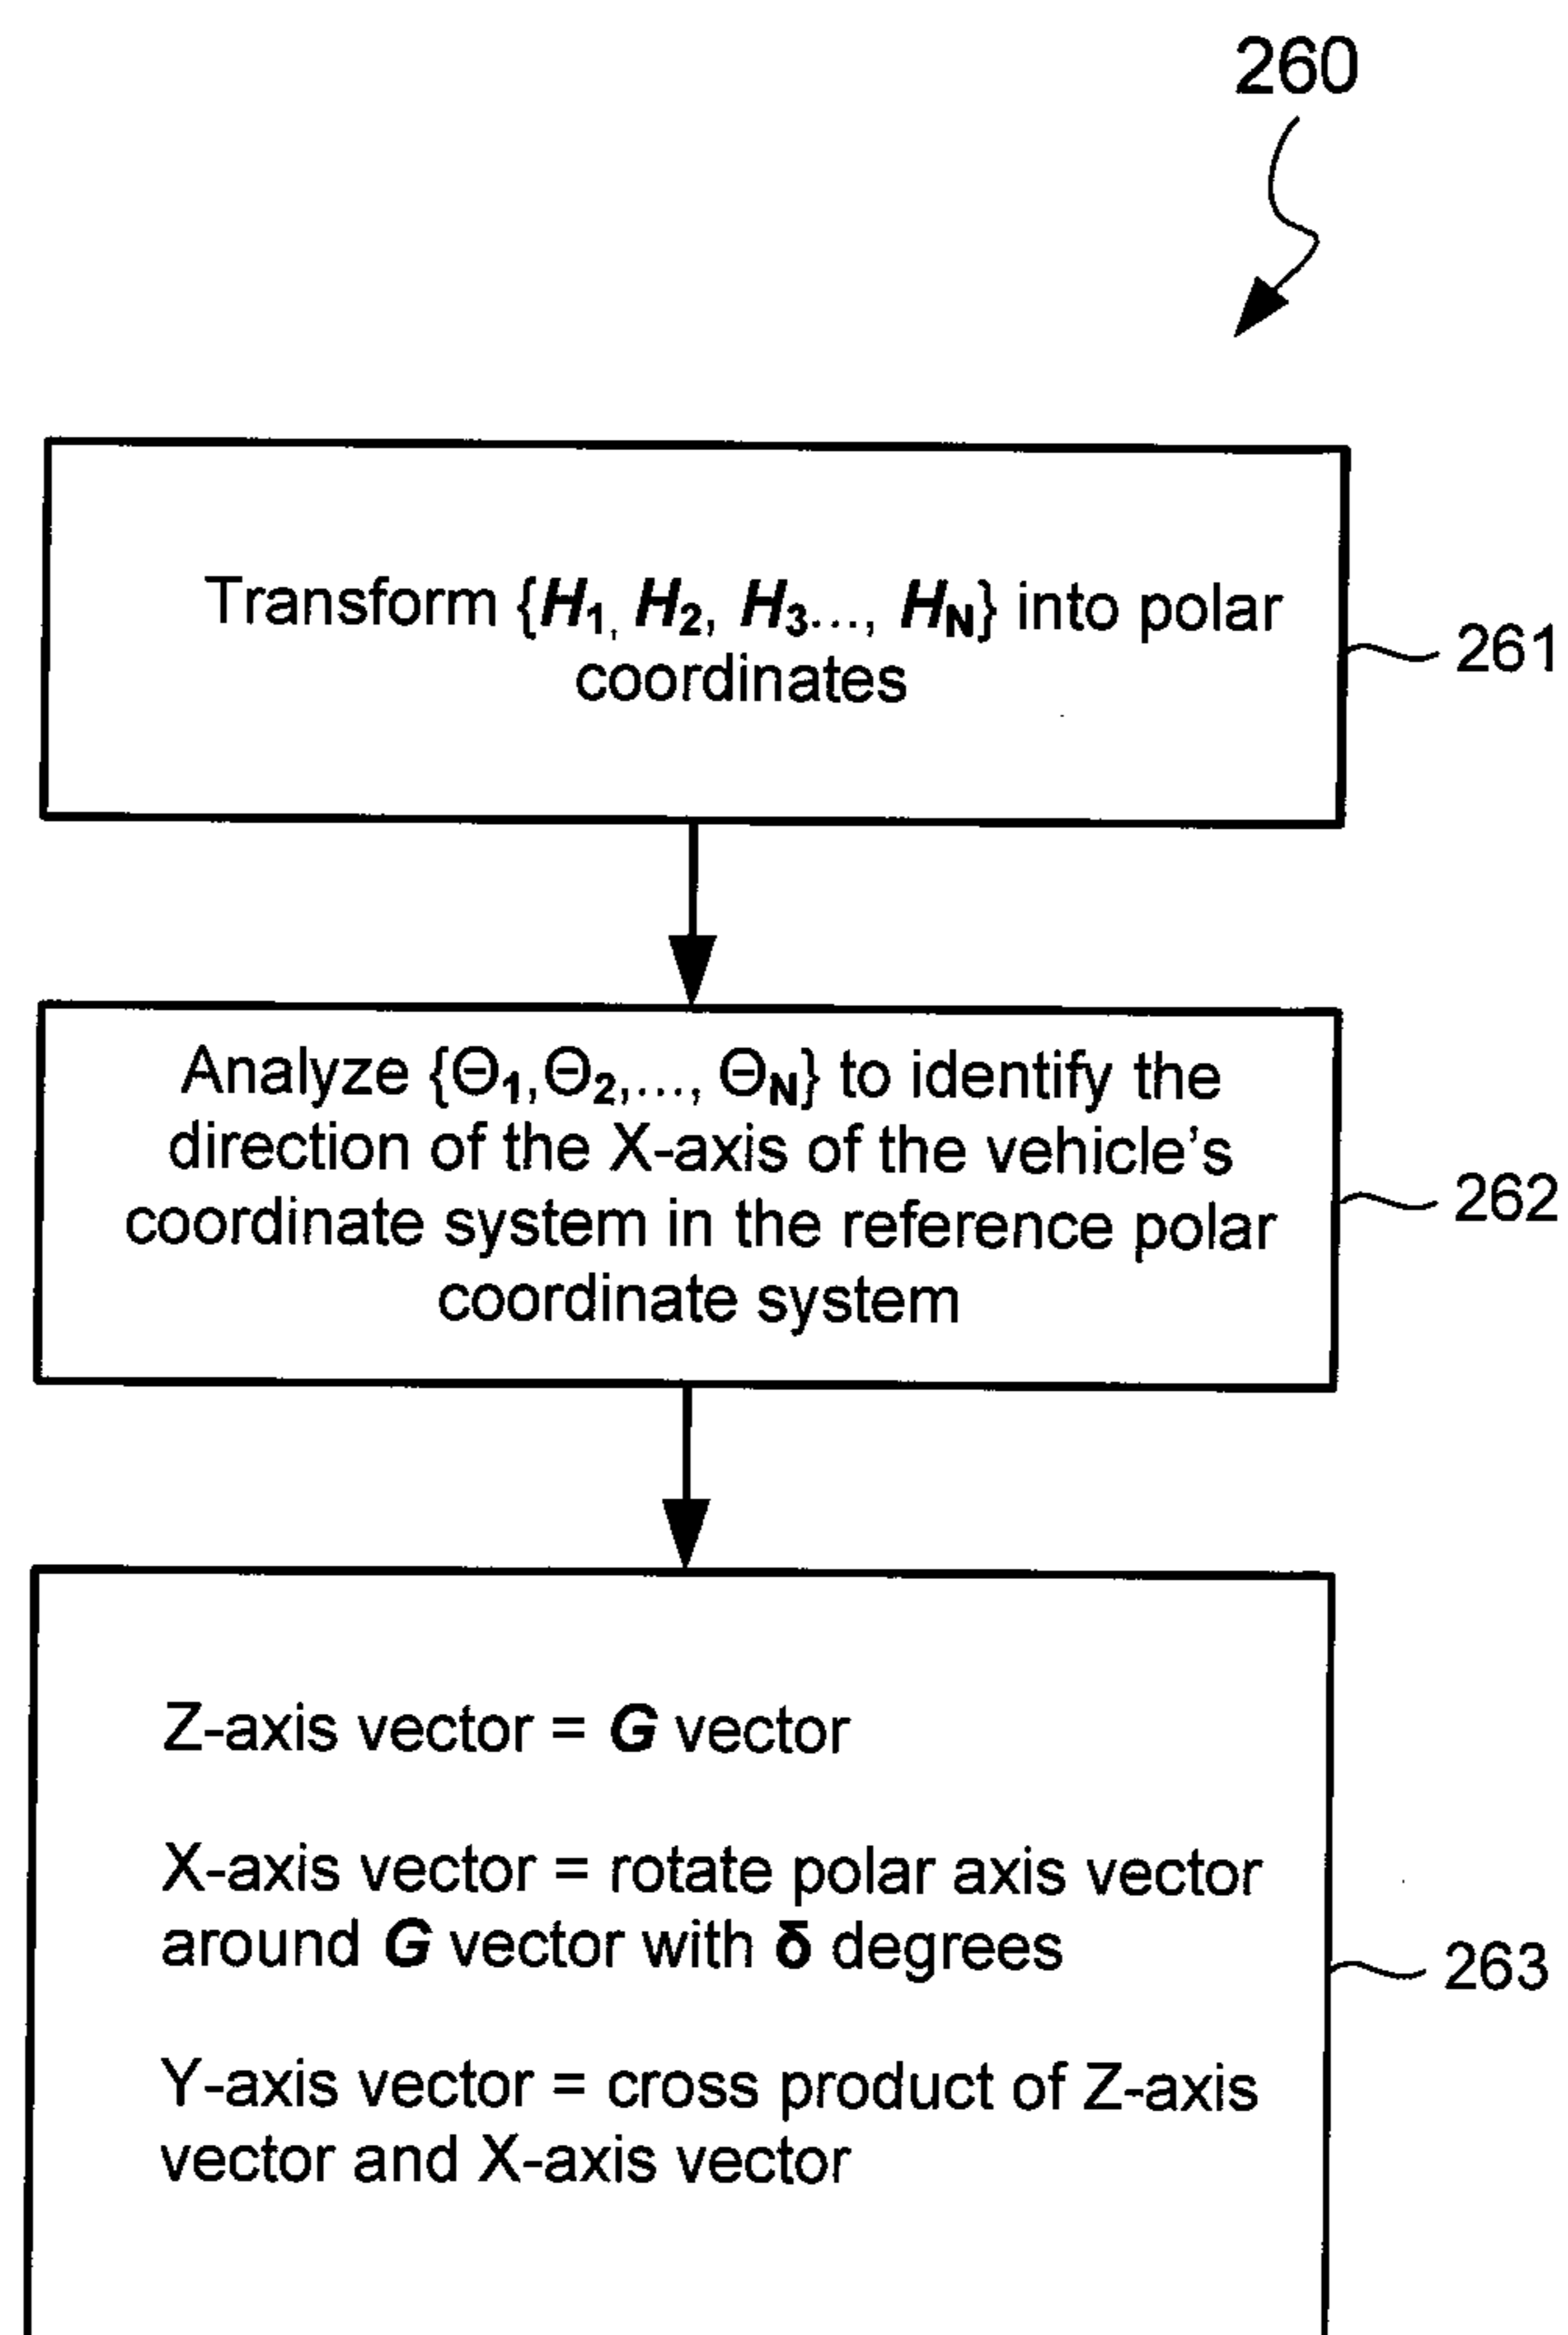 260
Transform {H₁, H₂, H₃..., H_N} into polar
coordinates
261
Analyze {Θ₁,Θ₂,..., Θ_N} to identify the
direction of the X-axis of the vehicle's
coordinate system in the reference polar
coordinate system
262
Z-axis vector = G vector
X-axis vector = rotate polar axis vector
around G vector with δ degrees
263
Y-axis vector = cross product of Z-axis
vector and X-axis vector